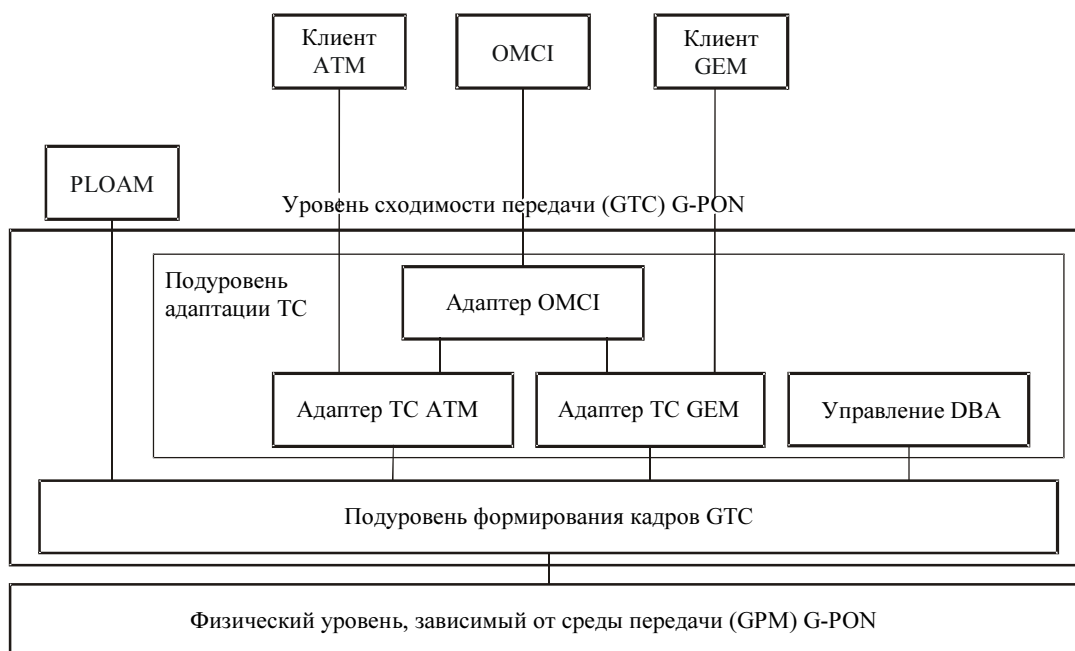 Клиент
ATM
OMCI
Клиент
GEM
PLOAM
Уровень сходимости передачи (GTC) G-PON
Подуровень
адаптации TC
Адаптер OMCI
Адаптер TC ATM
Адаптер TC GEM
Управление DBA
Подуровень формирования кадров GTC
Физический уровень, зависимый от среды передачи (GPM) G-PON